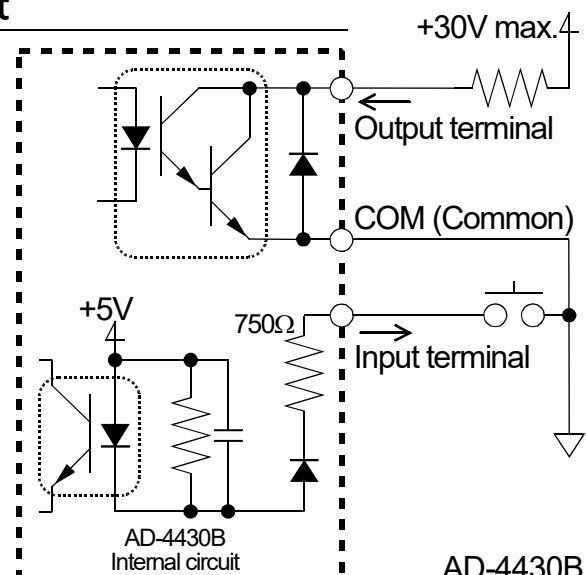 t
+30V max.
Output terminal
COM (Common)
+5V
750Ω
Input terminal
AD-4430B
Internal circuit
AD-4430B